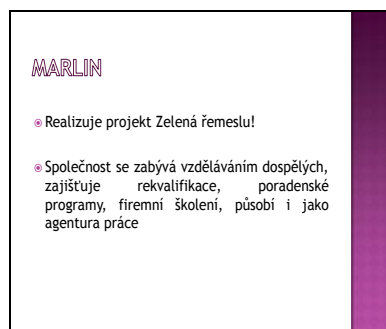 MARLIN
Realizuje projekt Zelená řemeslu!
Společnost se zabývá vzděláváním dospělých,
zajišťuje rekvalifikace, poradenské
programy, firemní školení, působí i jako
agentura práce